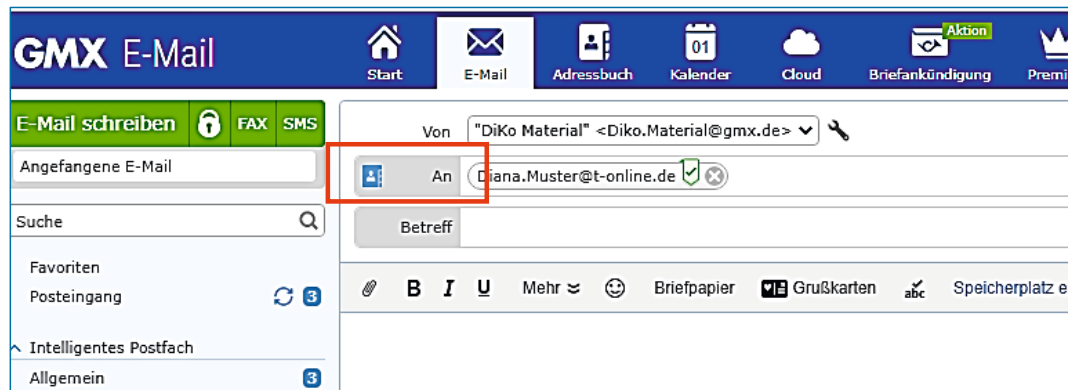 GMX E-Mail
Start
E-Mail
Adressbuch
01
Kalender
Cloud
Aktion
Briefankündigung
Premi
E-Mail schreiben FAX SMS
Angefangene E-Mail
Suche
Favoriten
Posteingang 3
Intelligentes Postfach
Allgemein 3
Von "DiKo Material" <Diko.Material@gmx.de>
An Diana.Muster@t-online.de
Betreff
B I U Mehr Briefpapier Grußkarten abc Speicherplatz e